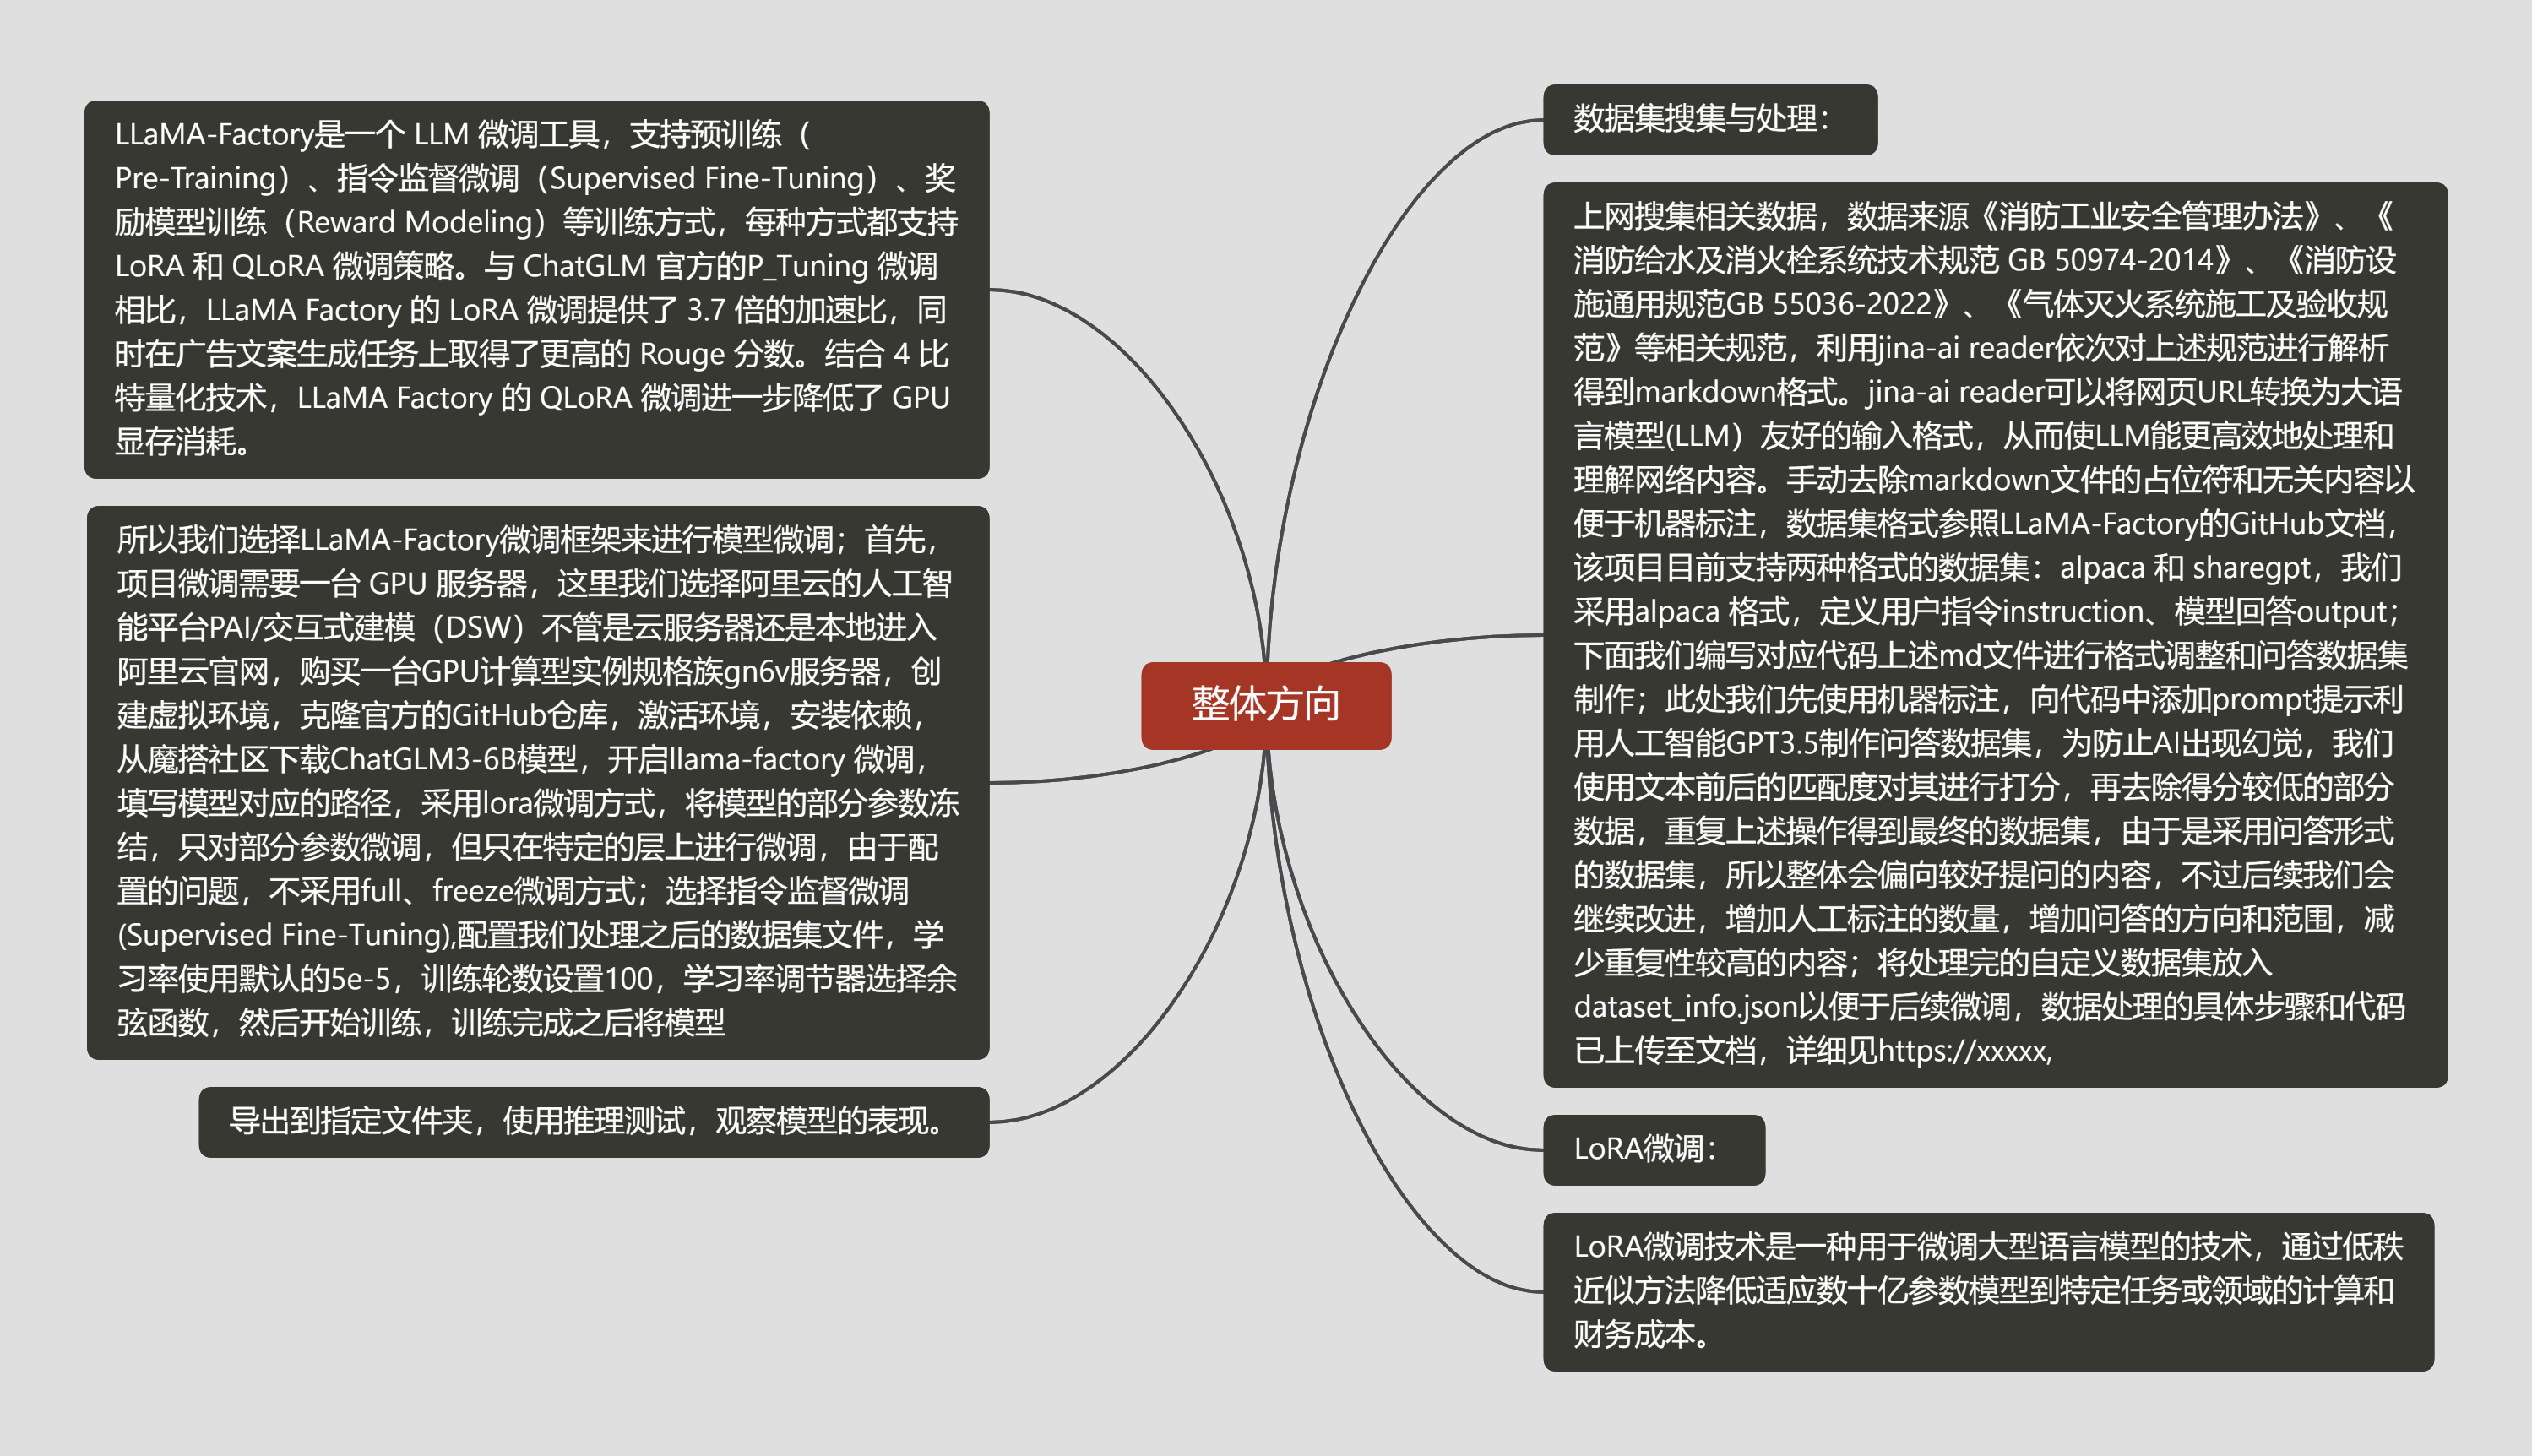 整体方向
数据集搜集与处理：
上网搜集相关数据，数据来源《消防工业安全管理办法》、《
消防给水及消火栓系统技术规范 GB 50974-2014》、《消防设
施通用规范GB 55036-2022》、《气体灭火系统施工及验收规
范》等相关规范，利用jina-ai reader依次对上述规范进行解析
得到markdown格式。jina-ai reader可以将网页URL转换为大语
言模型(LLM）友好的输入格式，从而使LLM能更高效地处理和
理解网络内容。手动去除markdown文件的占位符和无关内容以
便于机器标注，数据集格式参照LLaMA-Factory的GitHub文档，
该项目目前支持两种格式的数据集：alpaca 和 sharegpt，我们
采用alpaca 格式，定义用户指令instruction、模型回答output；
下面我们编写对应代码上述md文件进行格式调整和问答数据集
制作；此处我们先使用机器标注，向代码中添加prompt提示利
用人工智能GPT3.5制作问答数据集，为防止AI出现幻觉，我们
使用文本前后的匹配度对其进行打分，再去除得分较低的部分
数据，重复上述操作得到最终的数据集，由于是采用问答形式
的数据集，所以整体会偏向较好提问的内容，不过后续我们会
继续改进，增加人工标注的数量，增加问答的方向和范围，减
少重复性较高的内容；将处理完的自定义数据集放入
dataset_info.json以便于后续微调，数据处理的具体步骤和代码
已上传至文档，详细见https://xxxxx,
LoRA微调：
LoRA微调技术是一种用于微调大型语言模型的技术，通过低秩
近似方法降低适应数十亿参数模型到特定任务或领域的计算和
财务成本。
LLaMA-Factory是一个 LLM 微调工具，支持预训练（
Pre-Training）、指令监督微调（Supervised Fine-Tuning）、奖
励模型训练（Reward Modeling）等训练方式，每种方式都支持
LoRA 和 QLoRA 微调策略。与 ChatGLM 官方的P_Tuning 微调
相比，LLaMA Factory 的 LoRA 微调提供了 3.7 倍的加速比，同
时在广告文案生成任务上取得了更高的 Rouge 分数。结合 4 比
特量化技术，LLaMA Factory 的 QLoRA 微调进一步降低了 GPU
显存消耗。
所以我们选择LLaMA-Factory微调框架来进行模型微调；首先，
项目微调需要一台 GPU 服务器，这里我们选择阿里云的人工智
能平台PAI/交互式建模（DSW）不管是云服务器还是本地进入
阿里云官网，购买一台GPU计算型实例规格族gn6v服务器，创
建虚拟环境，克隆官方的GitHub仓库，激活环境，安装依赖，
从魔搭社区下载ChatGLM3-6B模型，开启llama-factory 微调，
填写模型对应的路径，采用lora微调方式，将模型的部分参数冻
结，只对部分参数微调，但只在特定的层上进行微调，由于配
置的问题，不采用full、freeze微调方式；选择指令监督微调
(Supervised Fine-Tuning),配置我们处理之后的数据集文件，学
习率使用默认的5e-5，训练轮数设置100，学习率调节器选择余
弦函数，然后开始训练，训练完成之后将模型
导出到指定文件夹，使用推理测试，观察模型的表现。